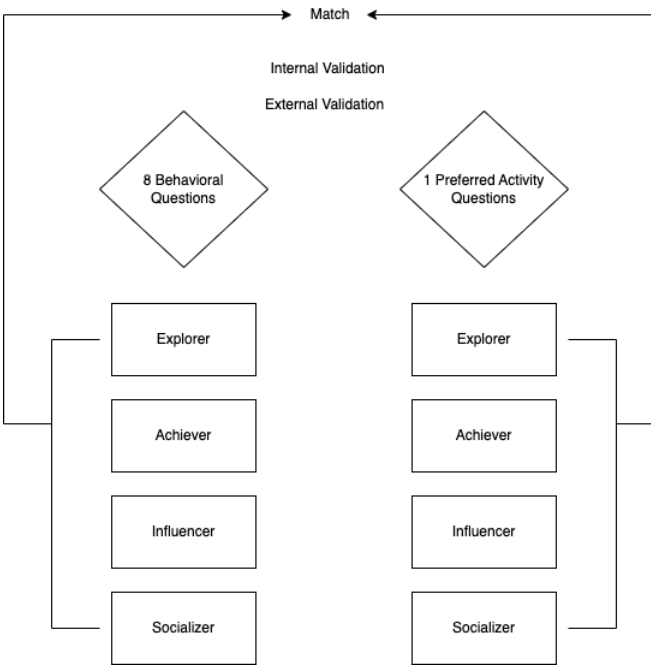 Match
Internal Validation
External Validation
8 Behavioral
Questions
1 Preferred Activity
Questions
Explorer
Explorer
Achiever
Achiever
Influencer
Influencer
Socializer
Socializer